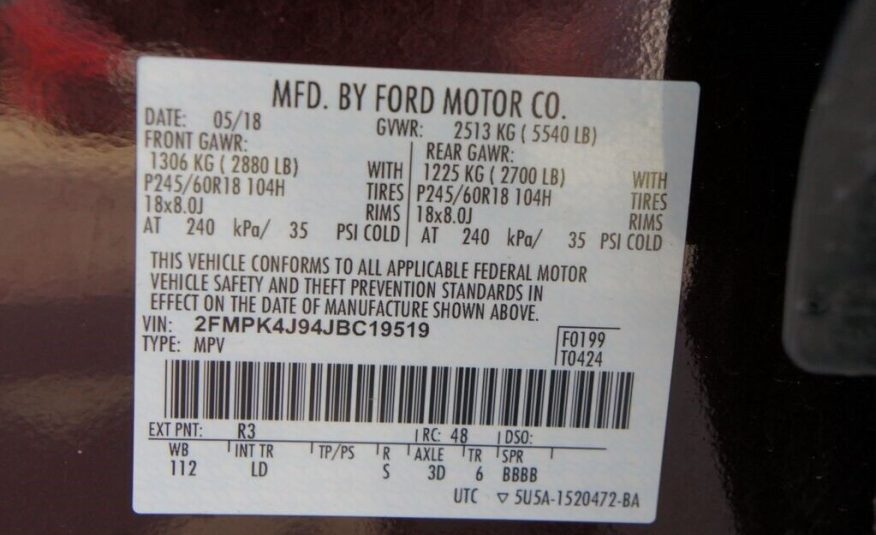 MFD. BY FORD MOTOR CO.
DATE: 05/18 GVWR: 2513 KG ( 5540 LB)
FRONT GAWR: REAR GAWR:
1306 KG ( 2880 LB) WITH 1225 KG ( 2700 LB) WITH
P245/60R18 104H TIRES P245/60R18 104H TIRES
18x8.0J RIMS 18x8.0J RIMS
AT 240 kPa/ 35 PSI COLD AT 240 kPa/ 35 PSI COLD
THIS VEHICLE CONFORMS TO ALL APPLICABLE FEDERAL MOTOR
VEHICLE SAFETY AND THEFT PREVENTION STANDARDS IN
EFFECT ON THE DATE OF MANUFACTURE SHOWN ABOVE.
VIN: 2FMPK4J94JBC19519
TYPE: MPV
F0199
T0424
EXT PNT: R3 RC: 48 DSO:
WB INT TR TP/PS R AXLE TR SPR
112 LD S 3D 6 BBBB
UTC ▽ 5U5A-1520472-BA